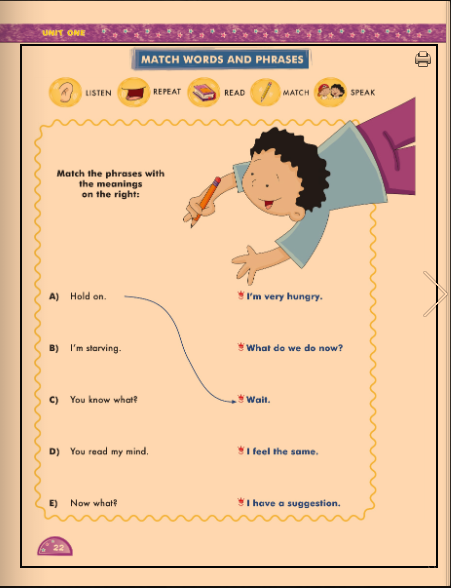 UNIT ONE
MATCH WORDS AND PHRASES
LISTEN REPEAT READ MATCH SPEAK
Match the phrases with
the meanings
on the right:
A) Hold on. I'm very hungry.
B) I'm starving. What do we do now?
C) You know what? Wait.
D) You read my mind. I feel the same.
E) Now what? I have a suggestion.
22